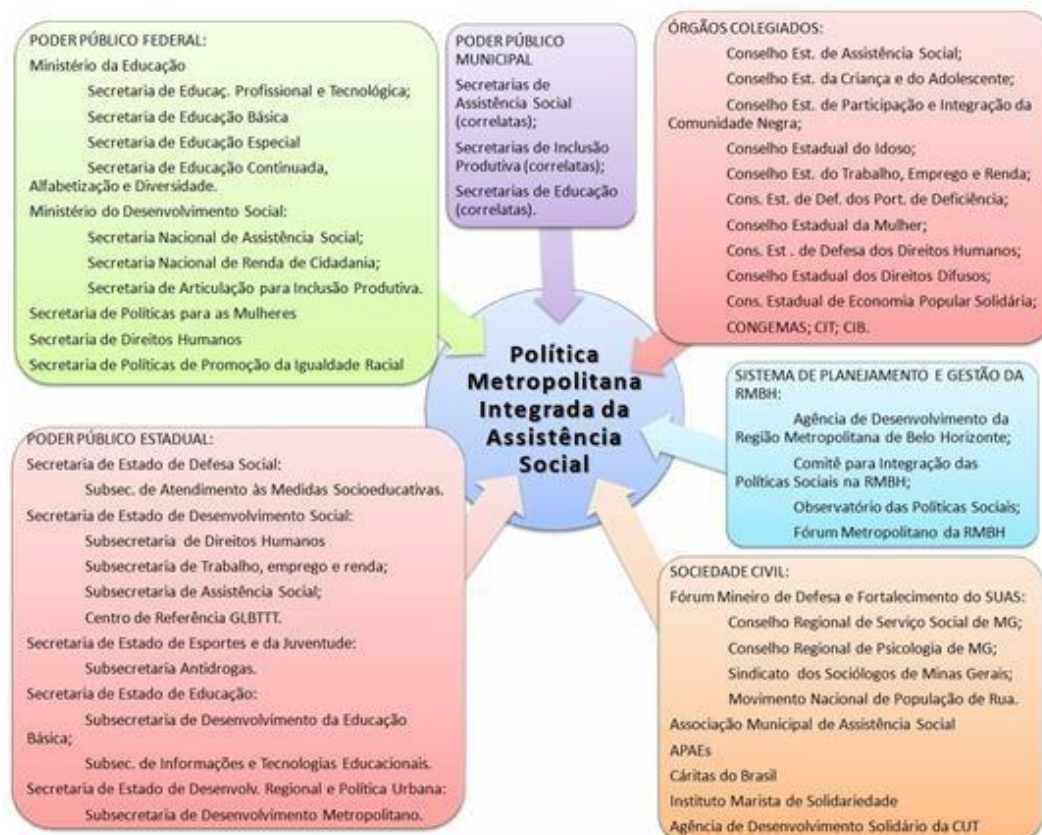 PODER PÚBLICO FEDERAL:
Ministério da Educação
Secretaria de Educaç. Profissional e Tecnológica;
Secretaria de Educação Básica
Secretaria de Educação Especial
Secretaria de Educação Continuada,
Alfabetização e Diversidade.
Ministério do Desenvolvimento Social:
Secretaria Nacional de Assistência Social;
Secretaria Nacional de Renda de Cidadania;
Secretaria de Articulação para Inclusão Produtiva.
Secretaria de Políticas para as Mulheres
Secretaria de Direitos Humanos
Secretaria de Políticas de Promoção da Igualdade Racial
PODER PÚBLICO
MUNICIPAL
Secretarias de
Assistência Social
(correlatas);
Secretarias de Inclusão
Produtiva (correlatas);
Secretarias de Educação
(correlatas).
ÓRGÃOS COLEGIADOS:
Conselho Est. de Assistência Social;
Conselho Est. da Criança e do Adolescente;
Conselho Est. de Participação e Integração da
Comunidade Negra;
Conselho Estadual do Idoso;
Conselho Est. do Trabalho, Emprego e Renda;
Cons. Est. de Def. dos Port. de Deficiência;
Conselho Estadual da Mulher;
Cons. Est . de Defesa dos Direitos Humanos;
Conselho Estadual dos Direitos Difusos;
Cons. Estadual de Economia Popular Solidária;
CONGEMAS; CIT; CIB.
Política
Metropolitana
Integrada da
Assistência
Social
SISTEMA DE PLANEJAMENTO E GESTÃO DA
RMBH:
Agência de Desenvolvimento da
Região Metropolitana de Belo Horizonte;
Comitê para Integração das
Políticas Sociais na RMBH;
Observatório das Políticas Sociais;
Fórum Metropolitano da RMBH
PODER PÚBLICO ESTADUAL:
Secretaria de Estado de Defesa Social:
Subsec. de Atendimento às Medidas Socioeducativas.
Secretaria de Estado de Desenvolvimento Social:
Subsecretaria de Direitos Humanos
Subsecretaria de Trabalho, emprego e renda;
Subsecretaria de Assistência Social;
Centro de Referência GLBTTT.
Secretaria de Estado de Esportes e da Juventude:
Subsecretaria Antidrogas.
Secretaria de Estado de Educação:
Subsecretaria de Desenvolvimento da Educação
Básica;
Subsec. de Informações e Tecnologias Educacionais.
Secretaria de Estado de Desenvolv. Regional e Política Urbana:
Subsecretaria de Desenvolvimento Metropolitano.
SOCIEDADE CIVIL:
Fórum Mineiro de Defesa e Fortalecimento do SUAS:
Conselho Regional de Serviço Social de MG;
Conselho Regional de Psicologia de MG;
Sindicato dos Sociólogos de Minas Gerais;
Movimento Nacional de População de Rua.
Associação Municipal de Assistência Social
APAEs
Cáritas do Brasil
Instituto Marista de Solidariedade
Agência de Desenvolvimento Solidário da CUT